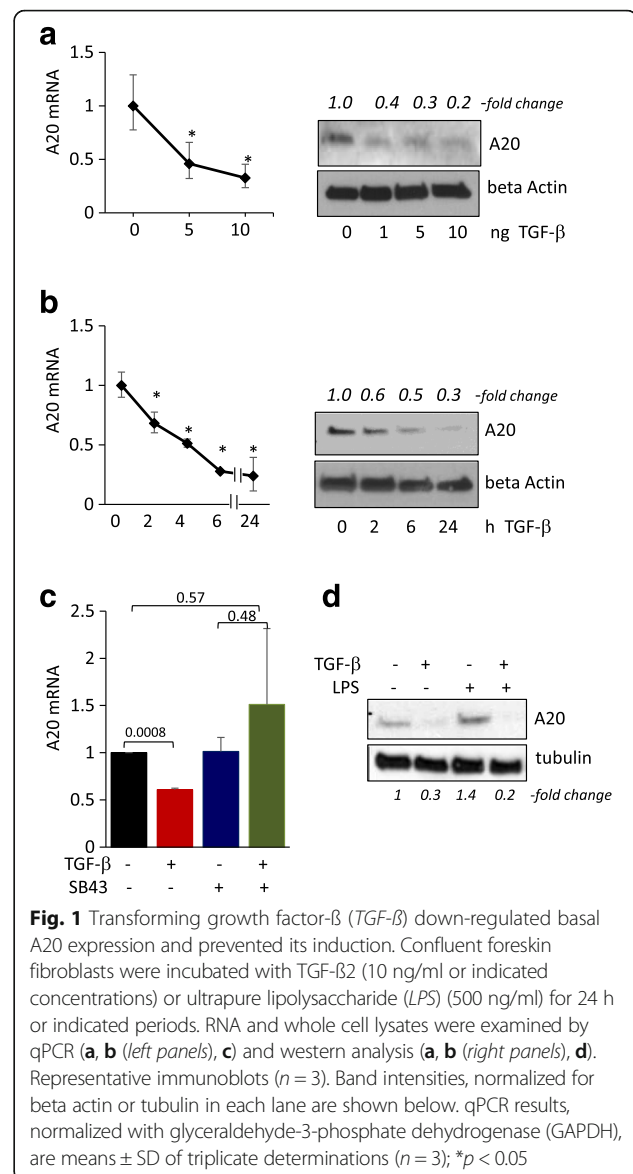 a
1.5
1
0.5
0
A20 mRNA
0 5 10
*
*
1.0 0.4 0.3 0.2 -fold change
A20
beta Actin
0 1 5 10 ng TGF-β
b
1.5
1
0.5
0
A20 mRNA
* * * *
0 2 4 6 24
1.0 0.6 0.5 0.3 -fold change
A20
beta Actin
0 2 6 24 h TGF-β
c
2.5
2
1.5
1
0.5
0
A20 mRNA
0.57
0.48
0.0008
TGF-β - + - +
SB43 - - + +
d
TGF-β - + - +
LPS - - + +
A20
tubulin
1 0.3 1.4 0.2 -fold change
Fig. 1 Transforming growth factor-ß (TGF-ß) down-regulated basal
A20 expression and prevented its induction. Confluent foreskin
fibroblasts were incubated with TGF-ß2 (10 ng/ml or indicated
concentrations) or ultrapure lipolysaccharide (LPS) (500 ng/ml) for 24 h
or indicated periods. RNA and whole cell lysates were examined by
qPCR (a, b (left panels), c) and western analysis (a, b (right panels), d).
Representative immunoblots (n = 3). Band intensities, normalized for
beta actin or tubulin in each lane are shown below. qPCR results,
normalized with glyceraldehyde-3-phosphate dehydrogenase (GAPDH),
are means ± SD of triplicate determinations (n = 3); *p < 0.05